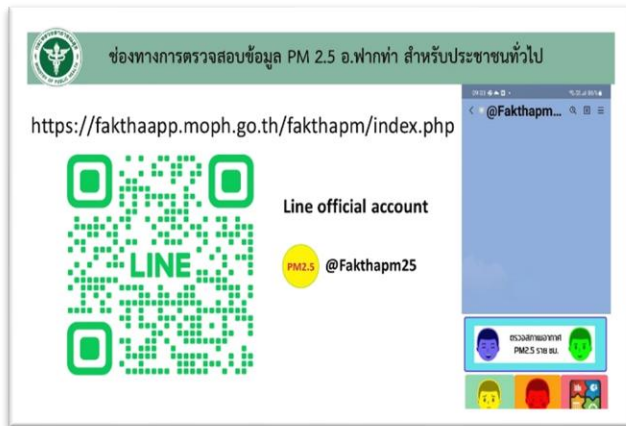 ช่องทางการตรวจสอบข้อมูล PM 2.5 อ.ฟากท่า สำหรับประชาชนทั่วไป
https://fakthaapp.moph.go.th/fakthapm/index.php
LINE
Line official account
PM2.5 @Fakthapm25
@Fakthapm...
ตรวจสภาพอากาศ
PM2.5 ราย ชม.